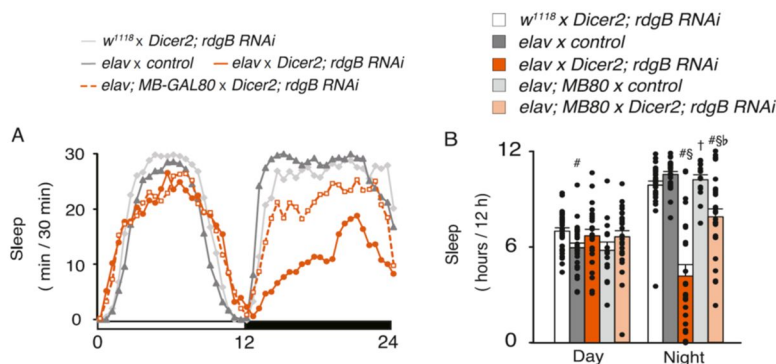 w1118 x Dicer2; rdgB RNAi
elav x control
elav x Dicer2; rdgB RNAi
elav; MB-GAL80 x Dicer2; rdgB RNAi
w1118 x Dicer2; rdgB RNAi
elav x control
elav x Dicer2; rdgB RNAi
elav; MB80 x control
elav; MB80 x Dicer2; rdgB RNAi
A
Sleep
( min / 30 min )
30
20
10
0
0
12
24
B
Sleep
( hours / 12 h )
12
6
0
#
#§
†
#§♭
Day
Night